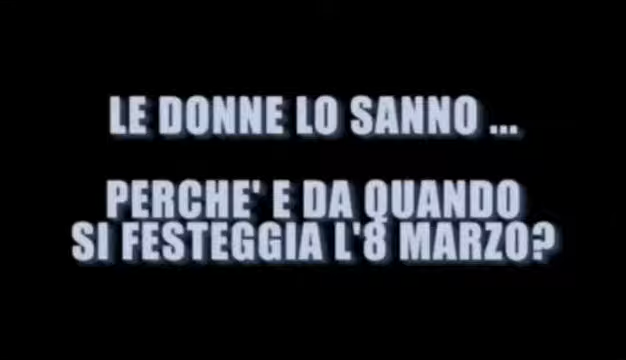 LE DONNE LO SANNO ...
PERCHE' E DA QUANDO
SI FESTEGGIA L'8 MARZO?